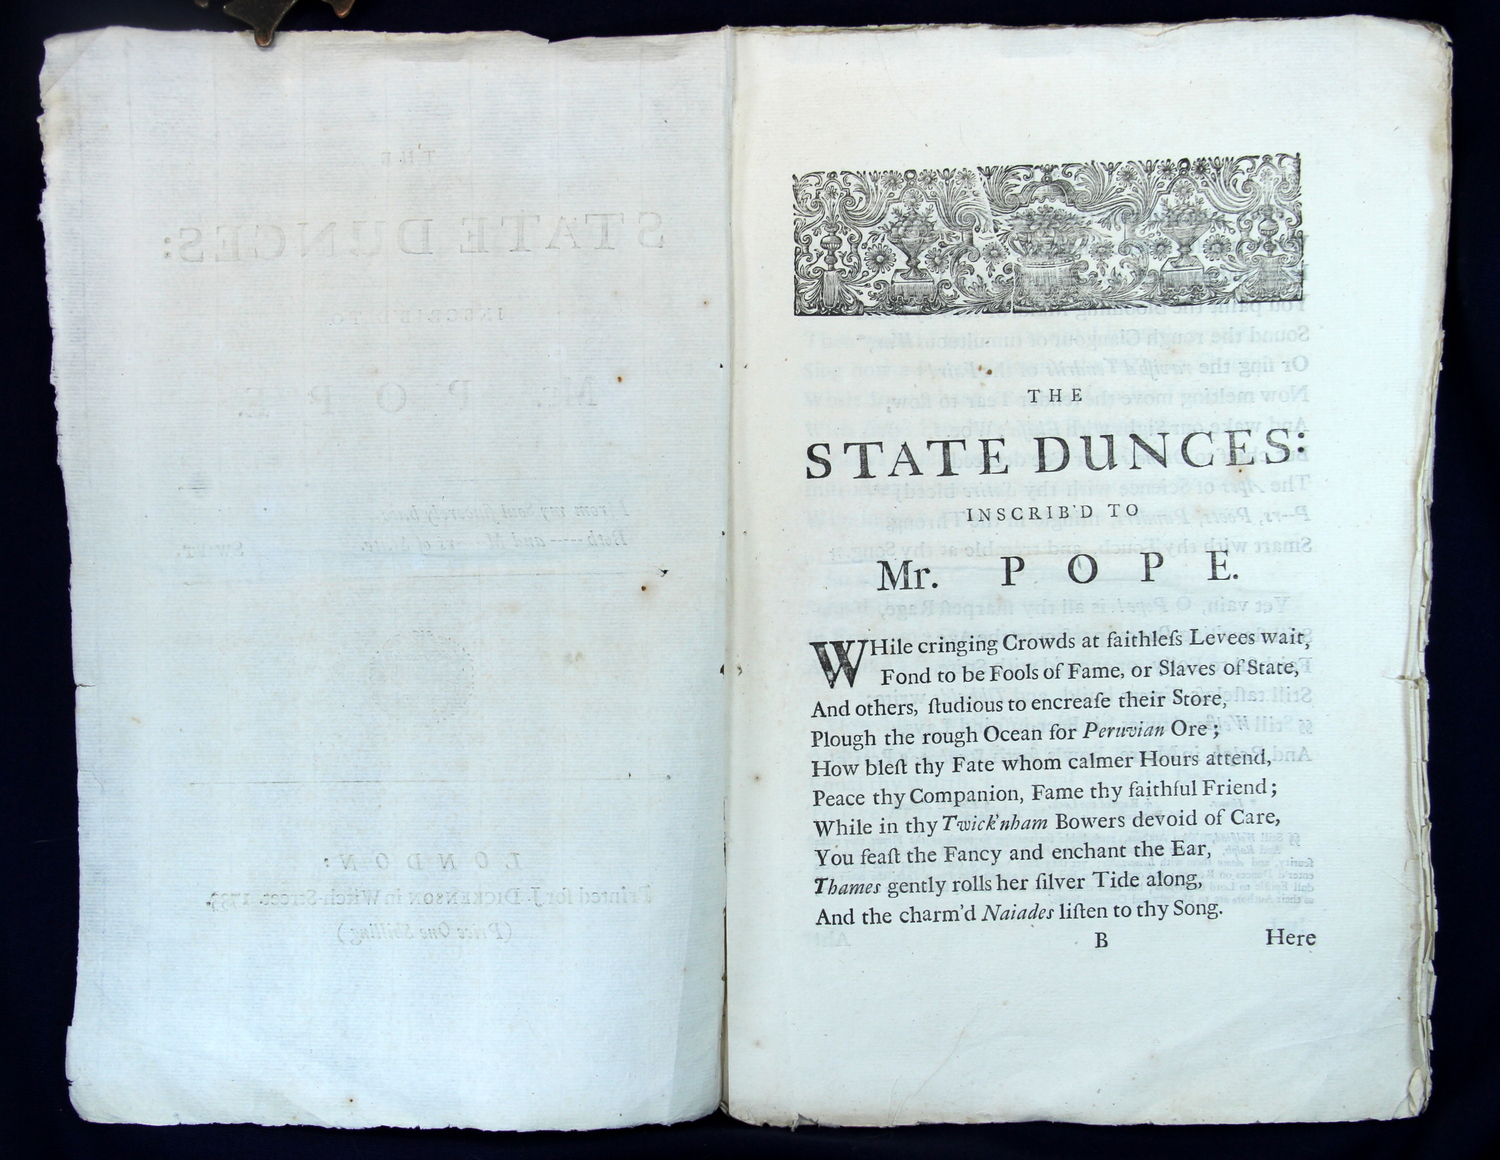 THE
STATE DUNCES:
INSCRIB'D TO
Mr. POPE.
WHile cringing Crowds at faithleſs Levees wait,
Fond to be Fools of Fame, or Slaves of State,
And others, ſtudious to encreaſe their Store,
Plough the rough Ocean for Peruvian Ore;
How bleſt thy Fate whom calmer Hours attend,
Peace thy Companion, Fame thy faithful Friend;
While in thy Twick'nham Bowers devoid of Care,
You feaſt the Fancy and enchant the Ear,
Thames gently rolls her ſilver Tide along,
And the charm'd Naiades liſten to thy Song.
B Here